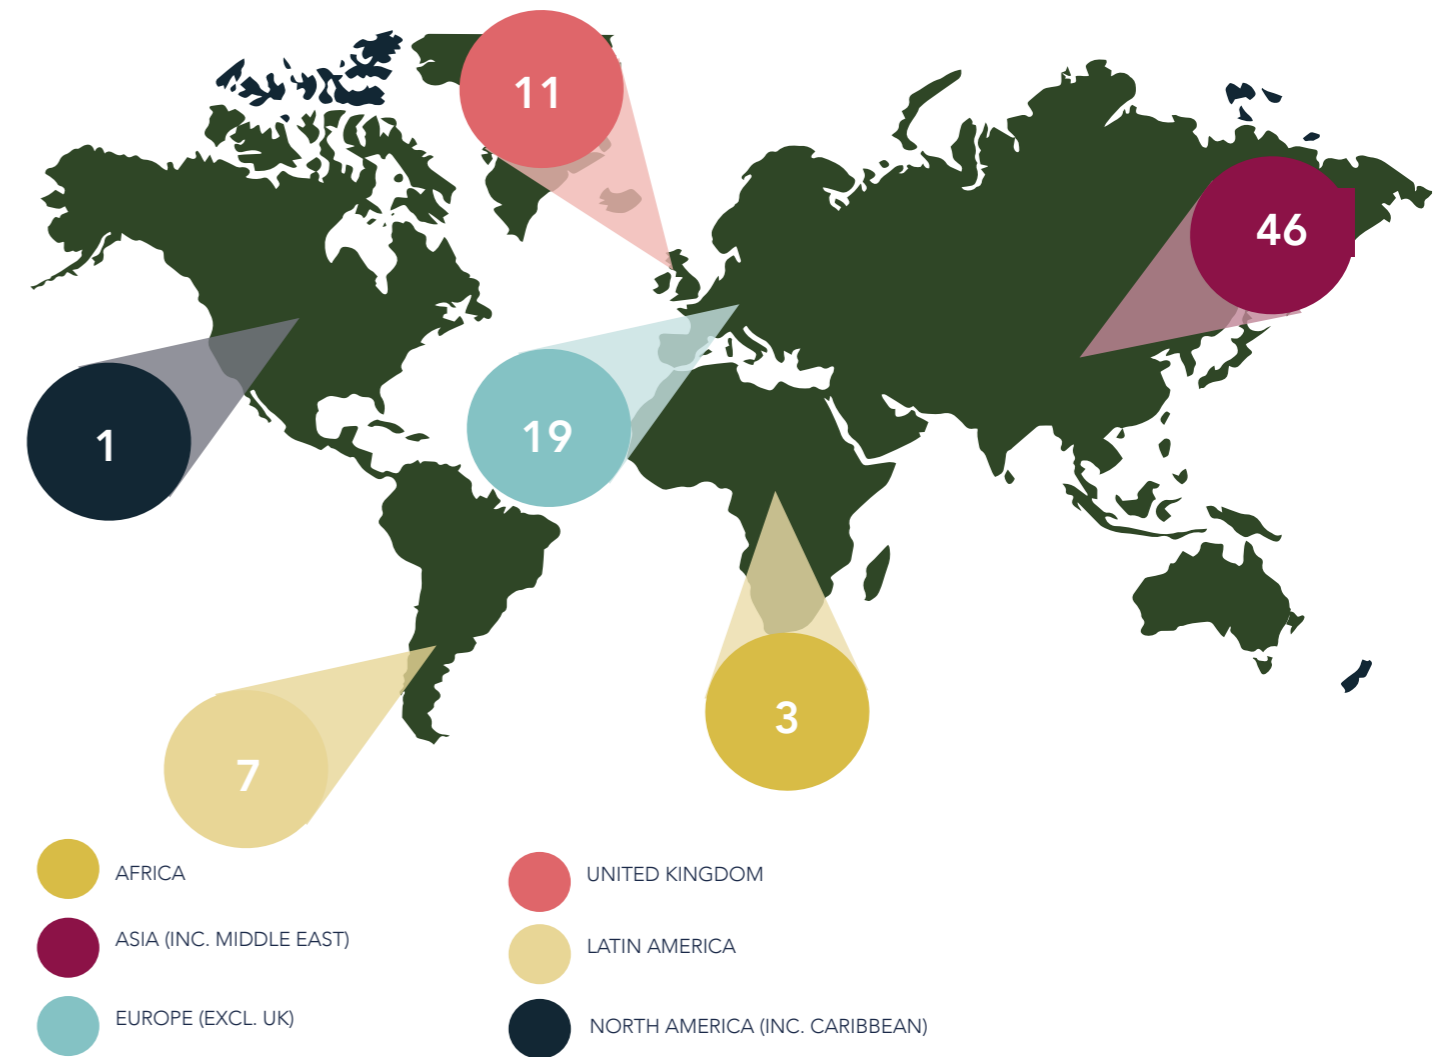 11
46
1
19
3
7
AFRICA
UNITED KINGDOM
ASIA (INC. MIDDLE EAST)
LATIN AMERICA
EUROPE (EXCL. UK)
NORTH AMERICA (INC. CARIBBEAN)